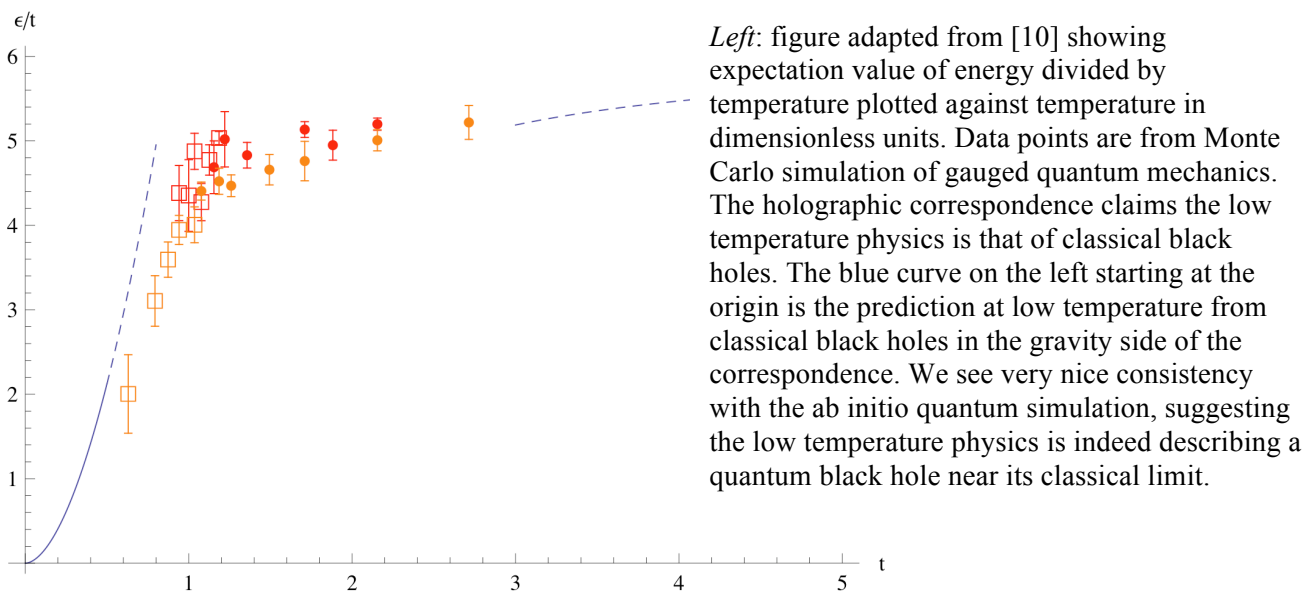 ϵ/t
6
5
4
3
2
1
1
2
3
4
5
t
Left: figure adapted from [10] showing
expectation value of energy divided by
temperature plotted against temperature in
dimensionless units. Data points are from Monte
Carlo simulation of gauged quantum mechanics.
The holographic correspondence claims the low
temperature physics is that of classical black
holes. The blue curve on the left starting at the
origin is the prediction at low temperature from
classical black holes in the gravity side of the
correspondence. We see very nice consistency
with the ab initio quantum simulation, suggesting
the low temperature physics is indeed describing a
quantum black hole near its classical limit.